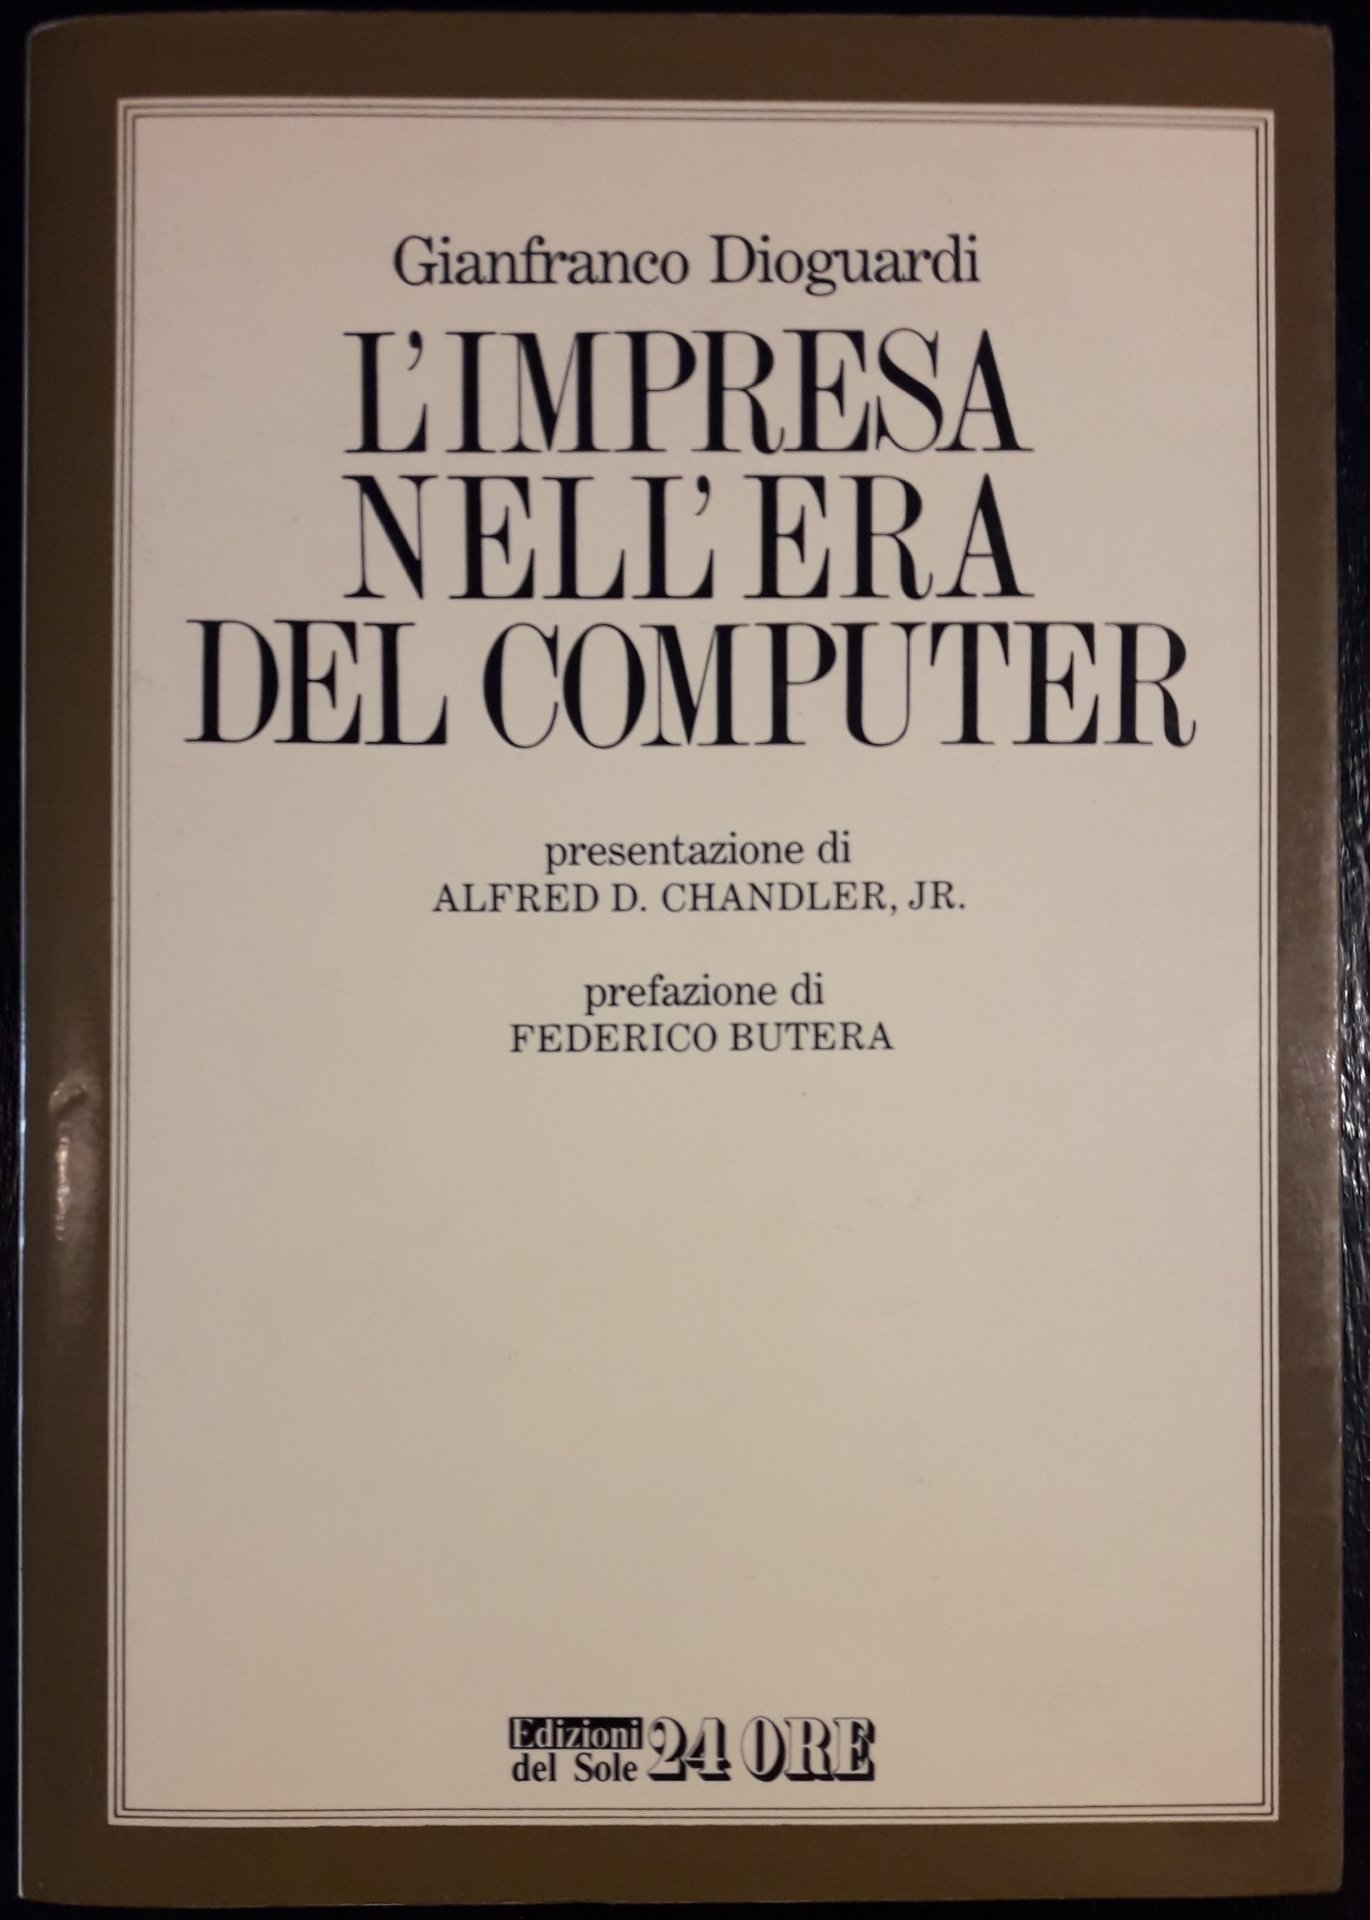 Gianfranco Dioguardi
L'IMPRESA
NELL'ERA
DEL COMPUTER
presentazione di
ALFRED D. CHANDLER, JR.
prefazione di
FEDERICO BUTERA
Edizioni
del Sole 24 ORE